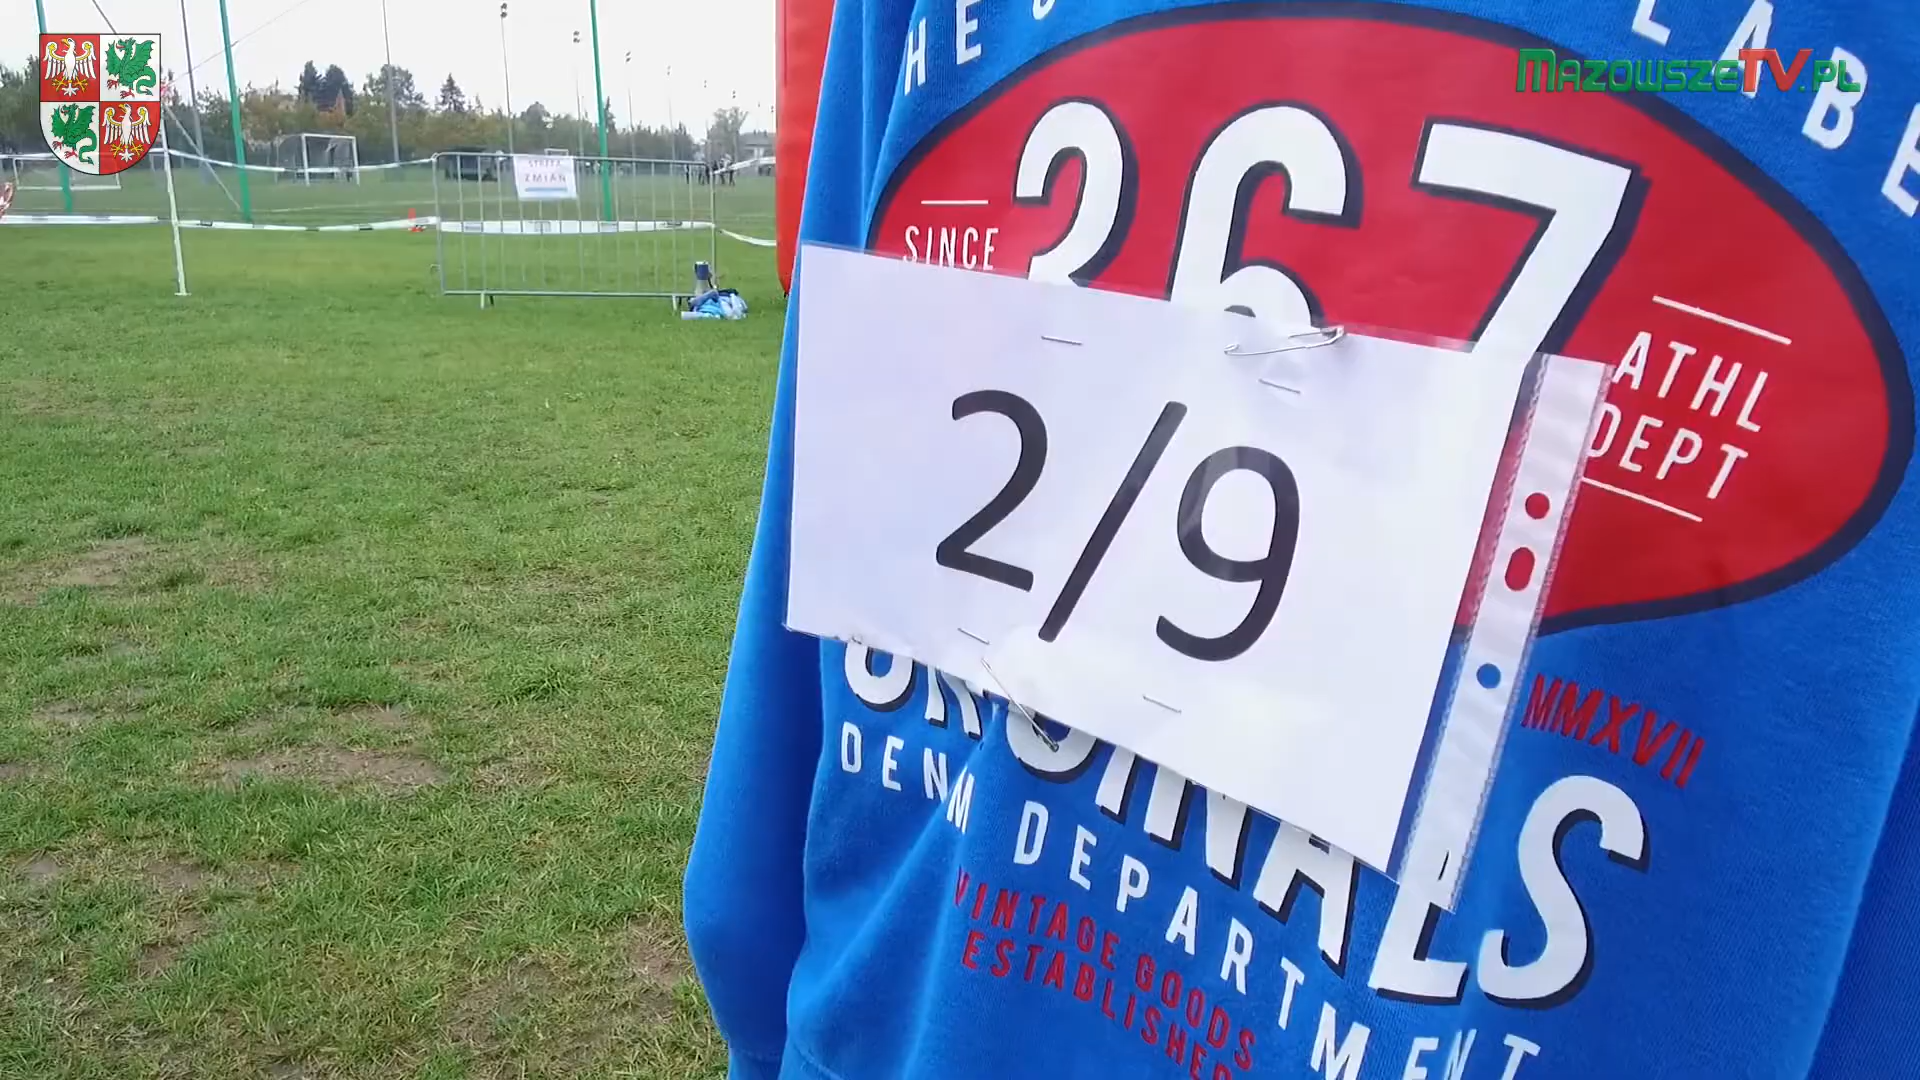 MAZOWSZETV.PL
STREFA
ZMIAN
367
SINCE
ATHL
DEPT
2/9
MMXVII
DENIM DEPARTMENT
VINTAGE GOODS
ESTABLISHED